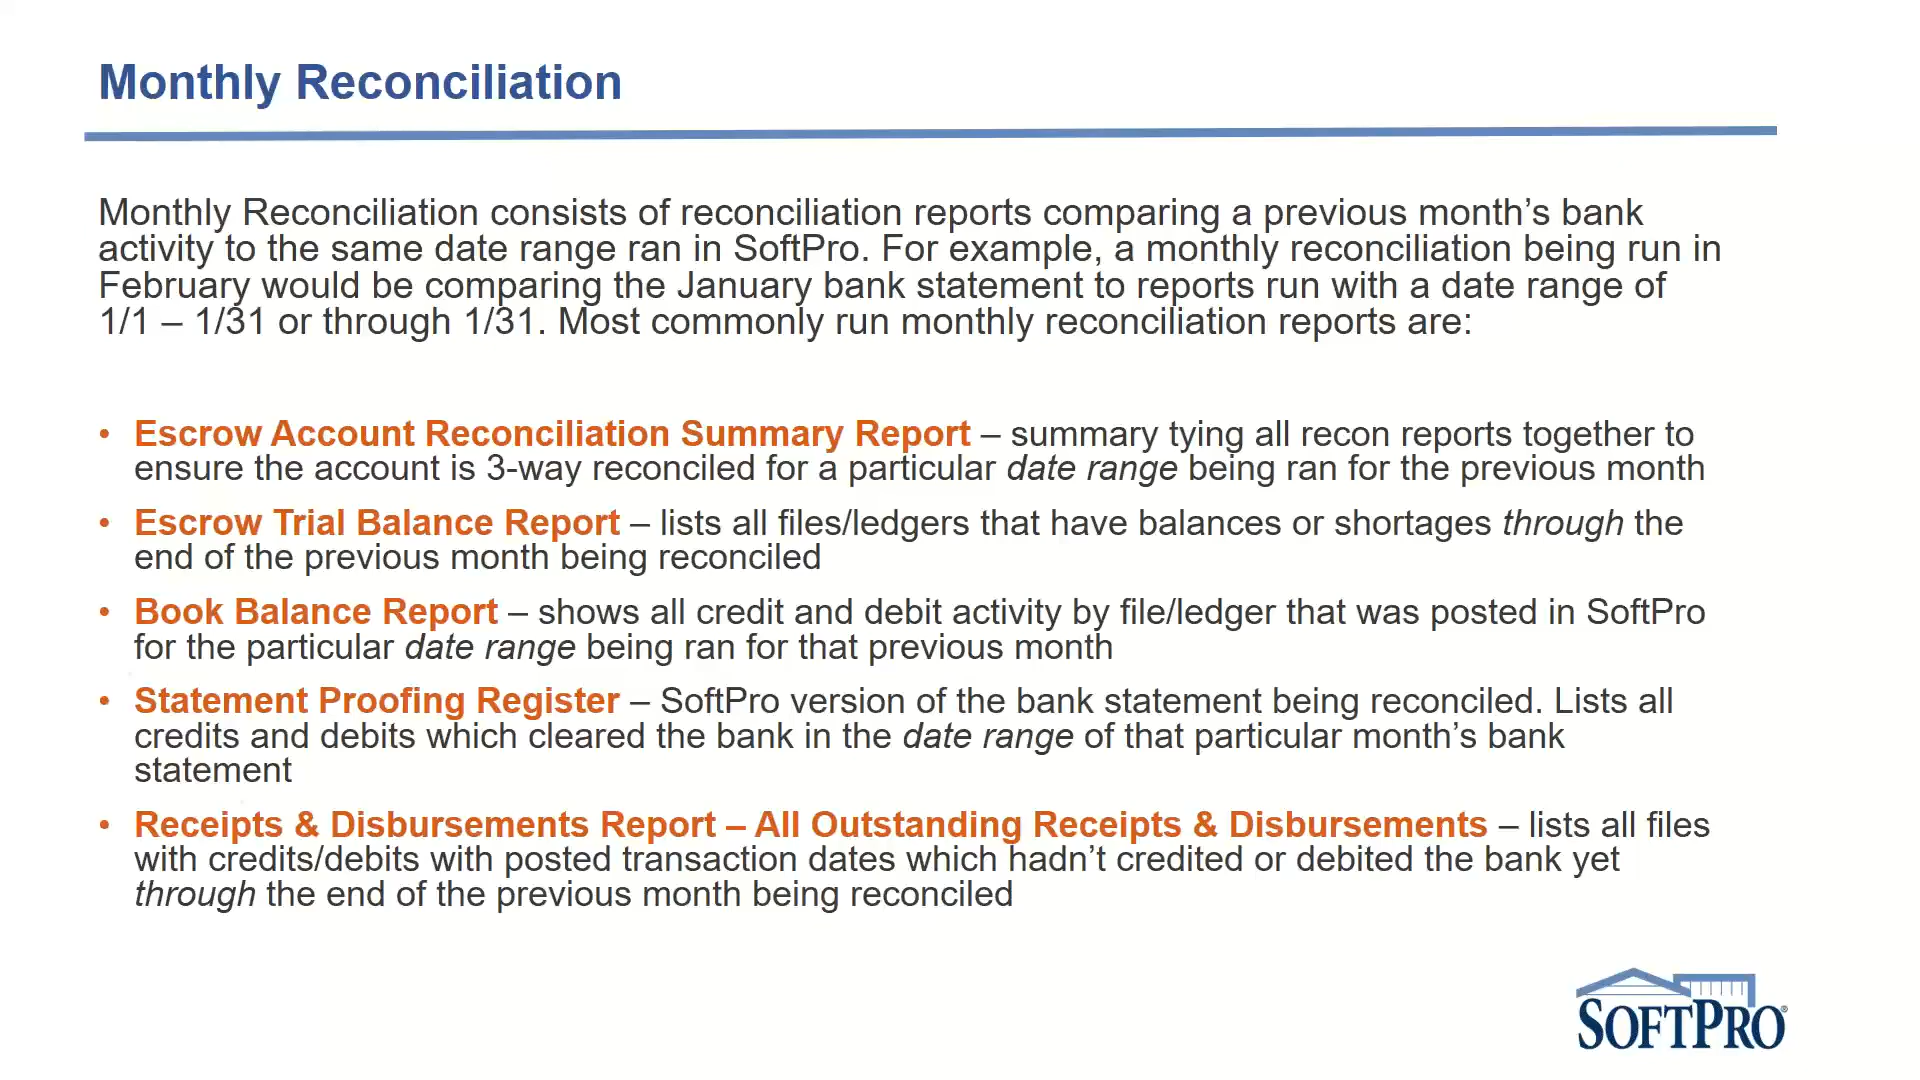 Monthly Reconciliation
Monthly Reconciliation consists of reconciliation reports comparing a previous month’s bank
activity to the same date range ran in SoftPro. For example, a monthly reconciliation being run in
February would be comparing the January bank statement to reports run with a date range of
1/1 – 1/31 or through 1/31. Most commonly run monthly reconciliation reports are:
• Escrow Account Reconciliation Summary Report – summary tying all recon reports together to
ensure the account is 3-way reconciled for a particular date range being ran for the previous month
• Escrow Trial Balance Report – lists all files/ledgers that have balances or shortages through the
end of the previous month being reconciled
• Book Balance Report – shows all credit and debit activity by file/ledger that was posted in SoftPro
for the particular date range being ran for that previous month
• Statement Proofing Register – SoftPro version of the bank statement being reconciled. Lists all
credits and debits which cleared the bank in the date range of that particular month’s bank
statement
• Receipts & Disbursements Report – All Outstanding Receipts & Disbursements – lists all files
with credits/debits with posted transaction dates which hadn’t credited or debited the bank yet
through the end of the previous month being reconciled
SOFTPRO®